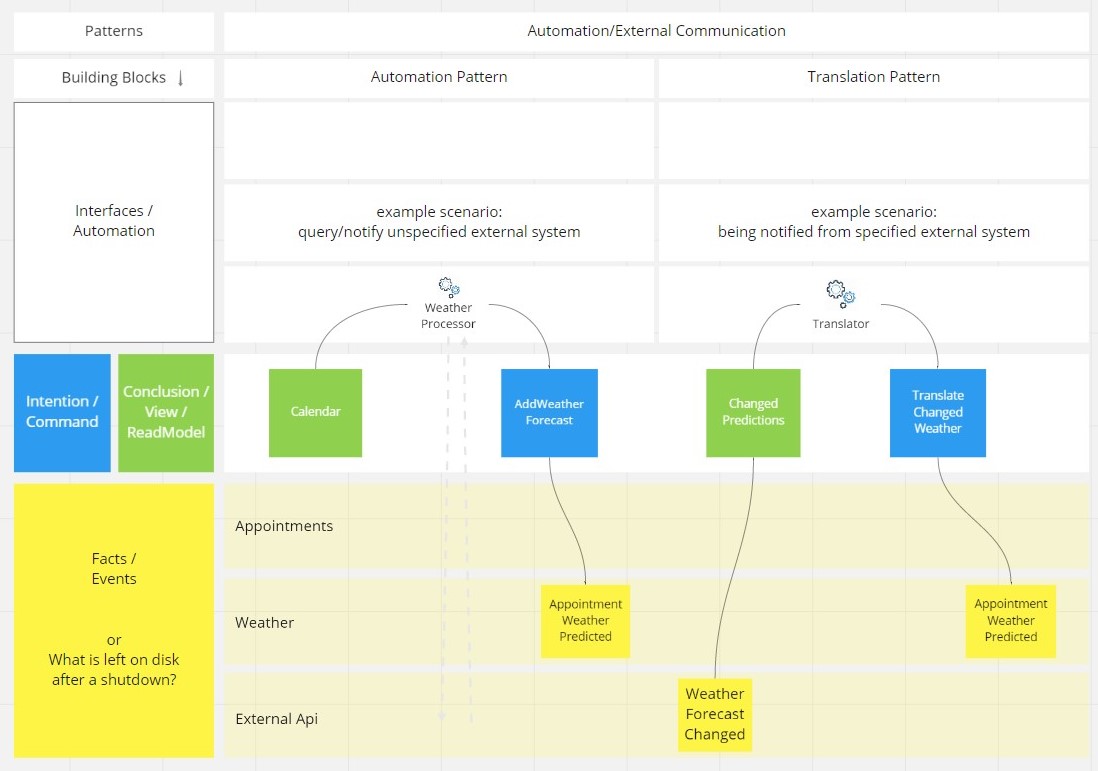 Patterns
Automation/External Communication
Building Blocks
Automation Pattern
Translation Pattern
Interfaces /
Automation
example scenario:
query/notify unspecified external system
example scenario:
being notified from specified external system
Weather
Processor
Translator
Intention /
Command
Conclusion /
View /
ReadModel
Calendar
AddWeather
Forecast
Changed
Predictions
Translate
Changed
Weather
Facts /
Events
or
What is left on disk
after a shutdown?
Appointments
Weather
Appointment
Weather
Predicted
Appointment
Weather
Predicted
External Api
Weather
Forecast
Changed